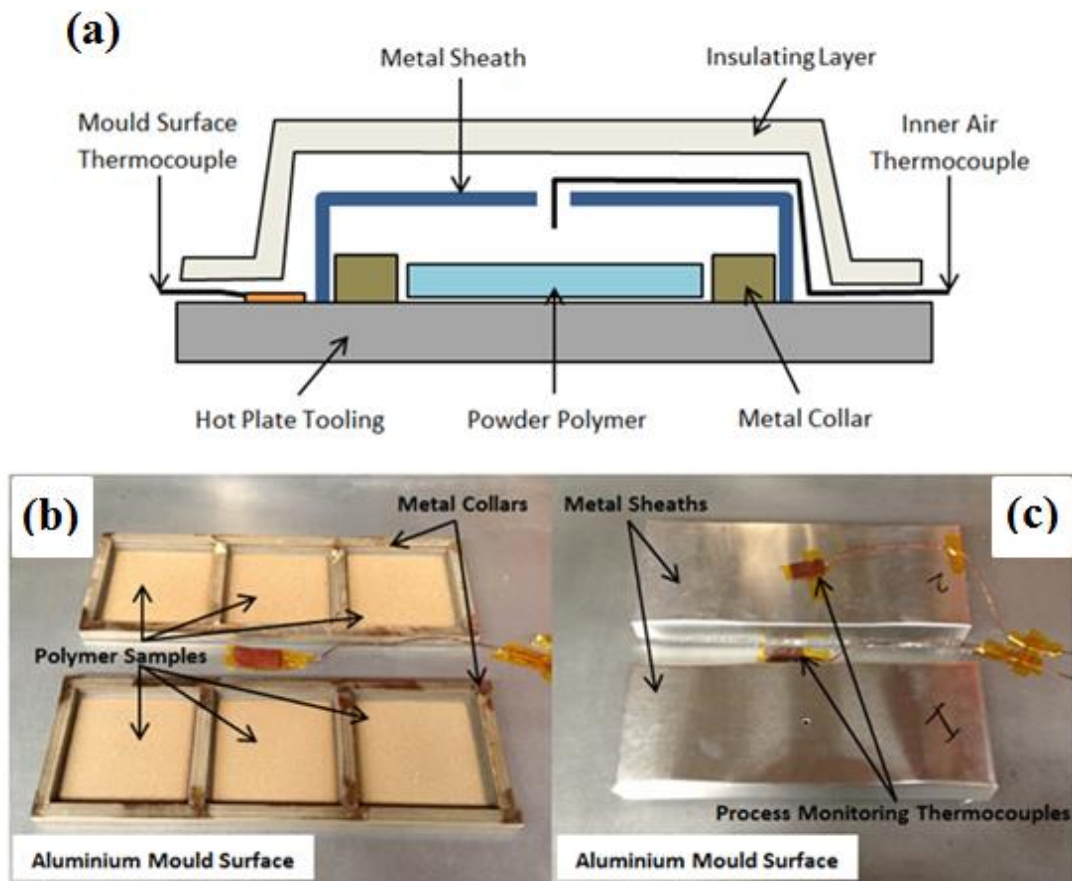 (a)
Metal Sheath
Insulating Layer
Mould Surface
Thermocouple
Inner Air
Thermocouple
Hot Plate Tooling
Powder Polymer
Metal Collar
(b)
Metal Collars
Polymer Samples
Aluminium Mould Surface
(c)
Metal Sheaths
2
1
Process Monitoring Thermocouples
Aluminium Mould Surface